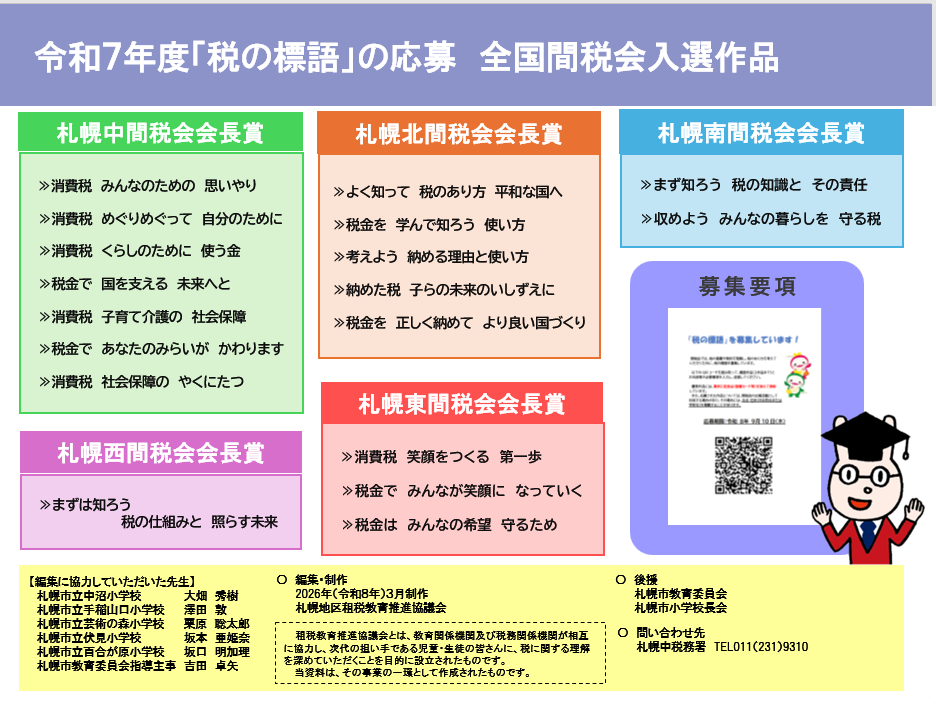 令和7年度「税の標語」の応募　全国間税会入選作品
札幌中間税会会長賞
≫消費税　みんなのための　思いやり
≫消費税　めぐりめぐって　自分のために
≫消費税　くらしのために　使う金
≫税金で　国を支える　未来へと
≫消費税　子育て介護の　社会保障
≫税金で　あなたのみらいが　かわります
≫消費税　社会保障の　やくにたつ
札幌西間税会会長賞
≫まずは知ろう
税の仕組みと　照らす未来
札幌北間税会会長賞
≫よく知って　税のあり方　平和な国へ
≫税金を　学んで知ろう　使い方
≫考えよう　納める理由と使い方
≫納めた税　子らの未来のいしずえに
≫税金を　正しく納めて　より良い国づくり
札幌東間税会会長賞
≫消費税　笑顔をつくる　第一歩
≫税金で　みんなが笑顔に　なっていく
≫税金は　みんなの希望　守るため
札幌南間税会会長賞
≫まず知ろう　税の知識と　その責任
≫収めよう　みんなの暮らしを　守る税
募集要項
「税の標語」を募集しています！
応募期限：令和 8年 9月10日(木)
【編集に協力していただいた先生】
札幌市立中沼小学校　大畑　秀樹
札幌市立手稲山口小学校　澤田　敦
札幌市立芸術の森小学校　栗原　聡太郎
札幌市立伏見小学校　坂本　亜姫奈
札幌市立百合が原小学校　坂口　明加理
札幌市教育委員会指導主事　吉田　卓矢
○　編集・制作
2026年(令和8年)3月制作
札幌地区租税教育推進協議会
租税教育推進協議会とは、教育関係機関及び税務関係機関が相互
に協力し、次代の担い手である児童・生徒の皆さんに、税に関する理解
を深めていただくことを目的に設立されたものです。
当資料は、その事業の一環として作成されたものです。
○　後援
札幌市教育委員会
札幌市小学校長会
○　問い合わせ先
札幌中税務署　TEL011(231)9310